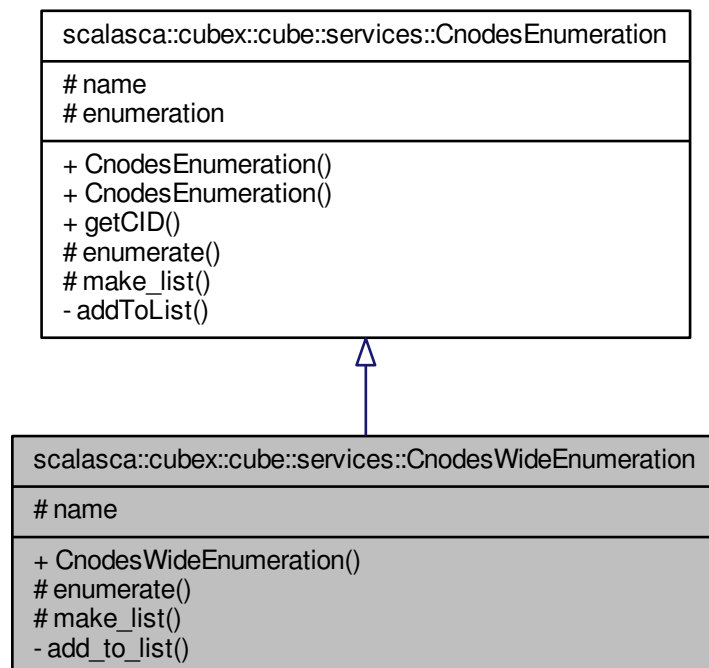 scalasca::cubex::cube::services::CnodesEnumeration
# name
# enumeration
+ CnodesEnumeration()
+ CnodesEnumeration()
+ getCID()
# enumerate()
# make_list()
- addToList()
scalasca::cubex::cube::services::CnodesWideEnumeration
# name
+ CnodesWideEnumeration()
# enumerate()
# make_list()
- add_to_list()